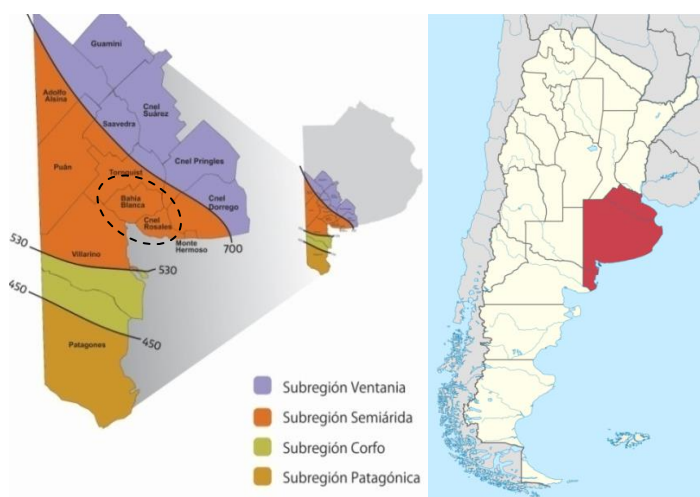 Guaminí
Adolfo
Alsina
Cnel
Suárez
Saavedra
Puán
Cnel Pringles
Tornquist
Bahía
Blanca
Cnel
Dorrego
Cnel
Rosales
Monte
Hermoso
700
530
Villarino
530
450
450
Patagones
Subregión Ventania
Subregión Semiárida
Subregión Corfo
Subregión Patagónica